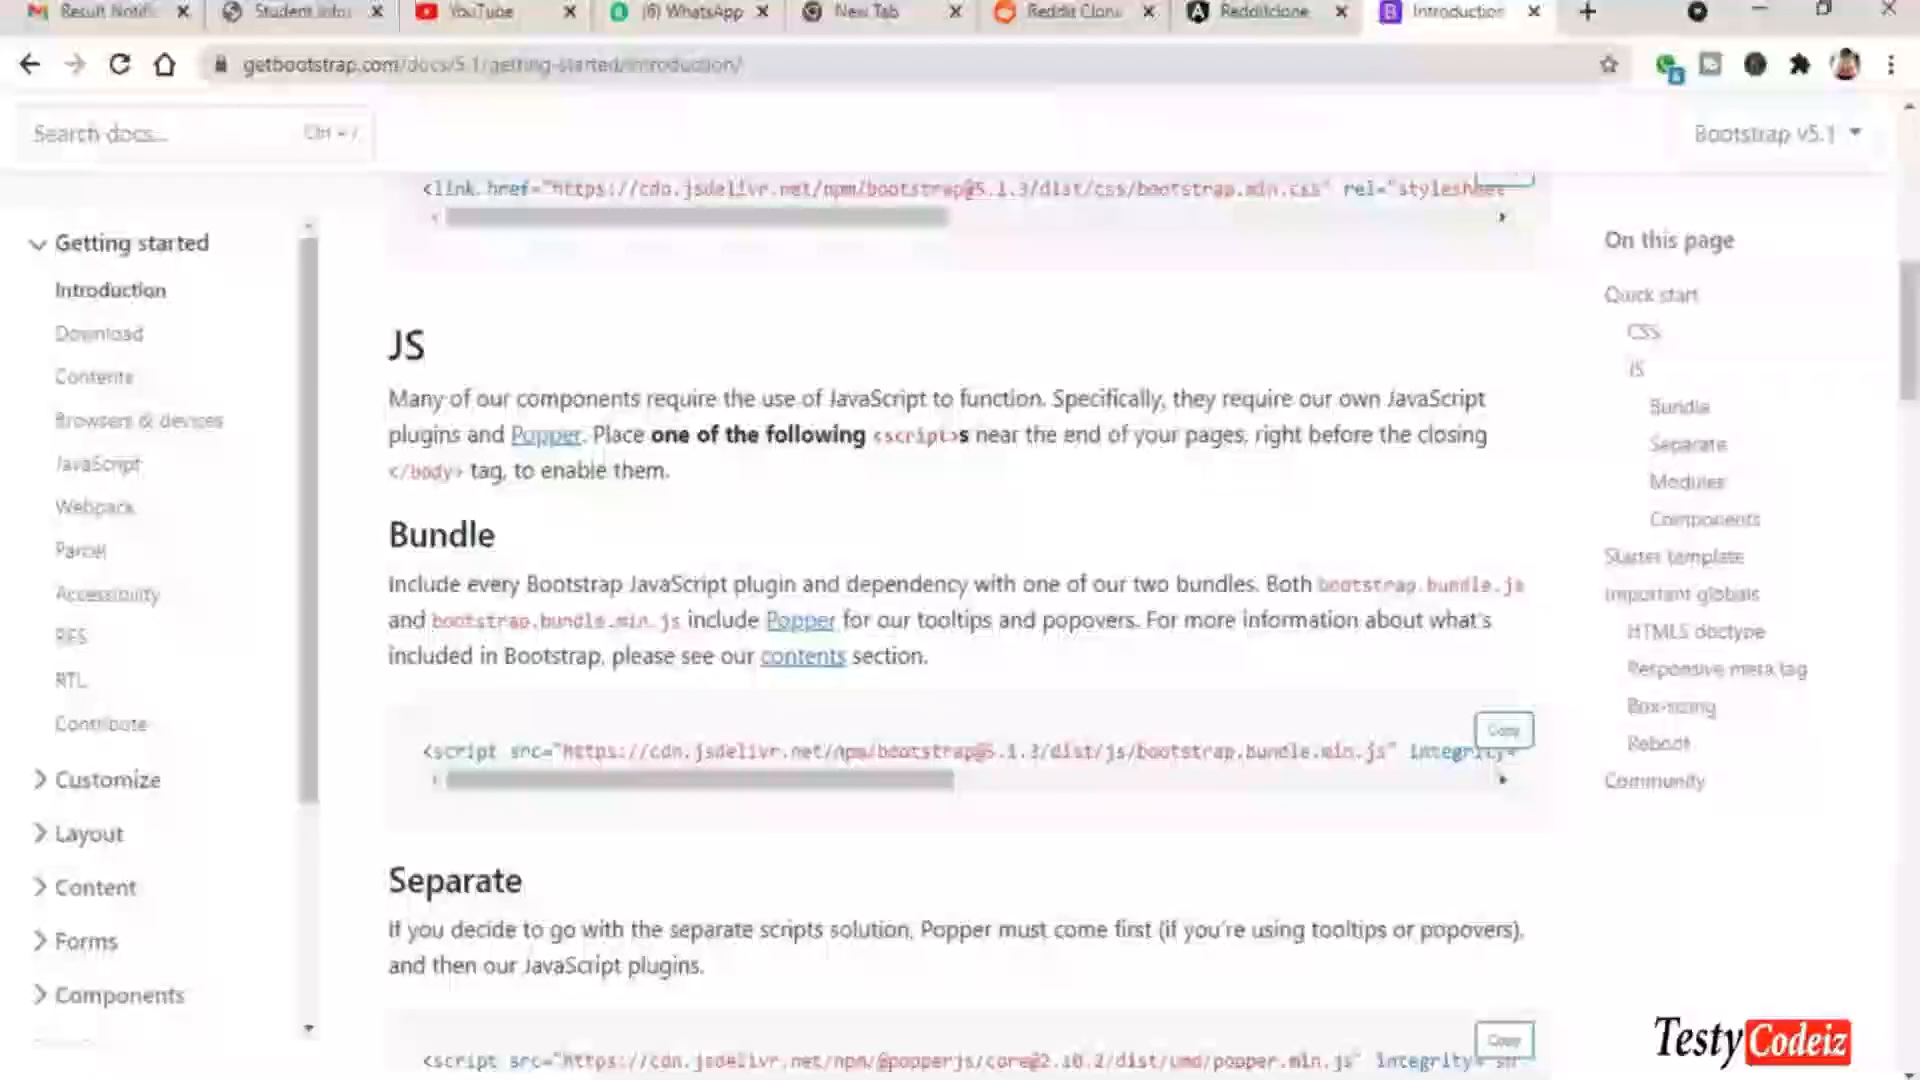 Result Notifi
Student Infor
YouTube
(6) WhatsApp
New Tab
Reddit Clone
Redditclone
Introduction
getbootstrap.com/docs/5.1/getting-started/introduction/
Search docs...
Ctrl + /
Bootstrap v5.1
<link href="https://cdn.jsdelivr.net/npm/bootstrap@5.1.3/dist/css/bootstrap.min.css" rel="stylesheet
Getting started
Introduction
Download
Contents
Browsers & devices
JavaScript
Webpack
Parcel
Accessibility
RFS
RTL
Contribute
Customize
Layout
Content
Forms
Components
JS
Many of our components require the use of JavaScript to function. Specifically, they require our own JavaScript
plugins and Popper. Place one of the following <script>s near the end of your pages, right before the closing
</body> tag, to enable them.
Bundle
Include every Bootstrap JavaScript plugin and dependency with one of our two bundles. Both bootstrap.bundle.js
and bootstrap.bundle.min.js include Popper for our tooltips and popovers. For more information about what's
included in Bootstrap, please see our contents section.
Copy
<script src="https://cdn.jsdelivr.net/npm/bootstrap@5.1.3/dist/js/bootstrap.bundle.min.js" integrity=
Separate
If you decide to go with the separate scripts solution, Popper must come first (if you're using tooltips or popovers),
and then our JavaScript plugins.
Copy
<script src="https://cdn.jsdelivr.net/npm/@popperjs/core@2.10.2/dist/umd/popper.min.js" integrity="sh
On this page
Quick start
CSS
JS
Bundle
Separate
Modules
Components
Starter template
Important globals
HTML5 doctype
Responsive meta tag
Box-sizing
Reboot
Community
Testy Codeiz